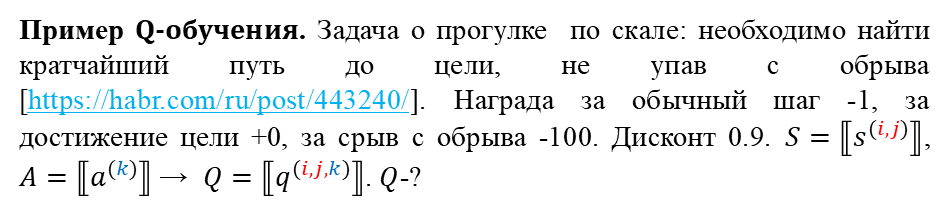 Пример Q-обучения. Задача о прогулке по скале: необходимо найти
кратчайший путь до цели, не упав с обрыва
[https://habr.com/ru/post/443240/]. Награда за обычный шаг -1, за
достижение цели +0, за срыв с обрыва -100. Дисконт 0.9. S = ⟦s^(i,j)⟧,
A = ⟦a^(k)⟧ → Q = ⟦q^(i,j,k)⟧. Q-?